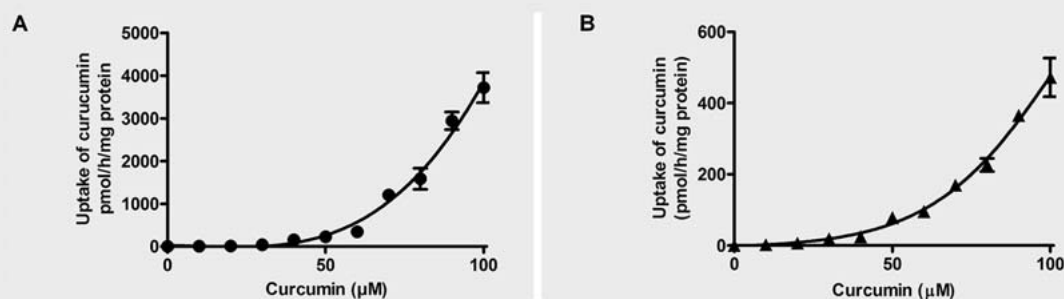 A
Uptake of curucumin
pmol/h/mg protein
5000
4000
3000
2000
1000
0
0
50
100
Curcumin (µM)
B
Uptake of curcumin
(pmol/h/mg protein)
600
400
200
0
0
50
100
Curcumin (µM)